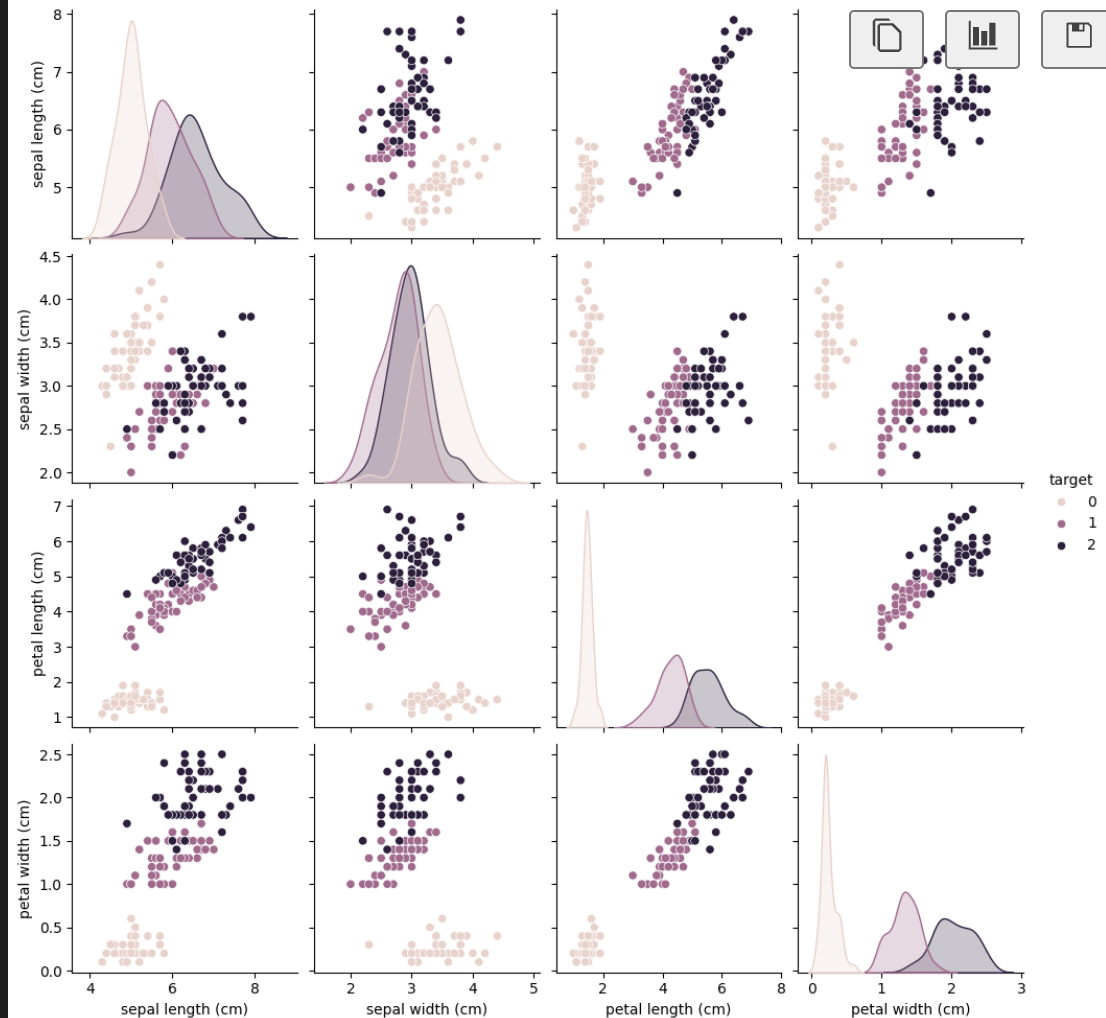 8
7
6
5
sepal length (cm)
4.5
4.0
3.5
3.0
2.5
2.0
sepal width (cm)
target
0
1
2
7
6
5
4
3
2
1
petal length (cm)
2.5
2.0
1.5
1.0
0.5
0.0
petal width (cm)
4 6 8
2 3 4 5
2 4 6 8
0 1 2 3
sepal length (cm)
sepal width (cm)
petal length (cm)
petal width (cm)